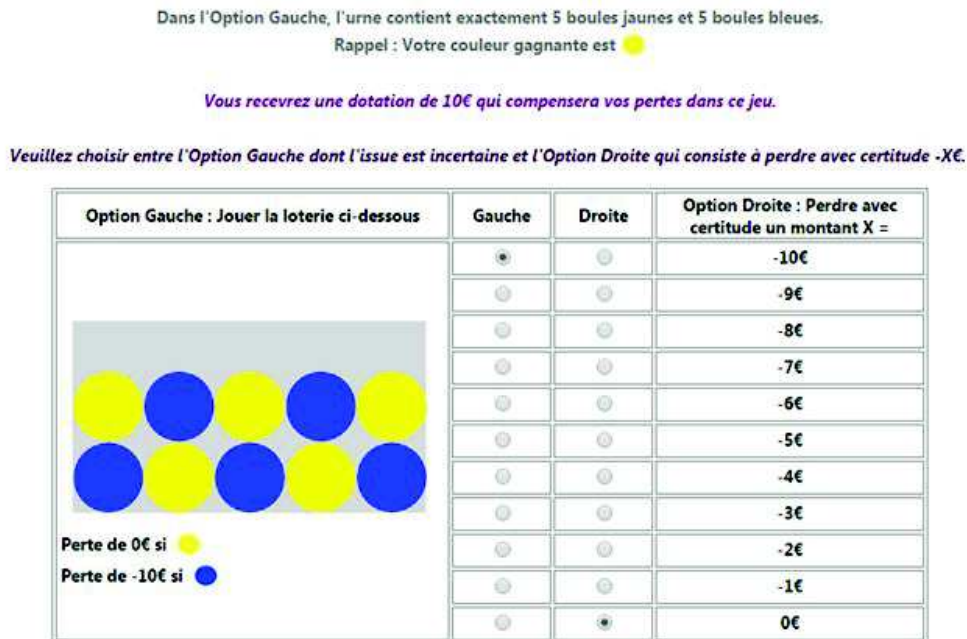 Dans l'Option Gauche, l'urne contient exactement 5 boules jaunes et 5 boules bleues.
Rappel : Votre couleur gagnante est
Vous recevrez une dotation de 10€ qui compensera vos pertes dans ce jeu.
Veuillez choisir entre l'Option Gauche dont l'issue est incertaine et l'Option Droite qui consiste à perdre avec certitude -X€.
Option Gauche : Jouer la loterie ci-dessous
Gauche
Droite
Option Droite : Perdre avec
certitude un montant X =
-10€
-9€
-8€
-7€
-6€
-5€
-4€
-3€
-2€
-1€
0€
Perte de 0€ si
Perte de -10€ si